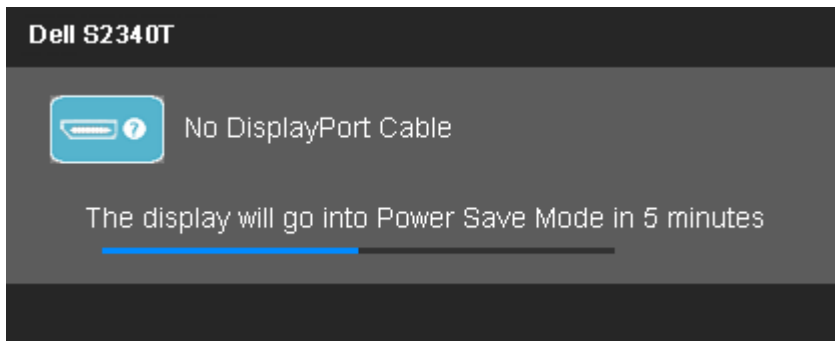 Dell S2340T
No DisplayPort Cable
The display will go into Power Save Mode in 5 minutes